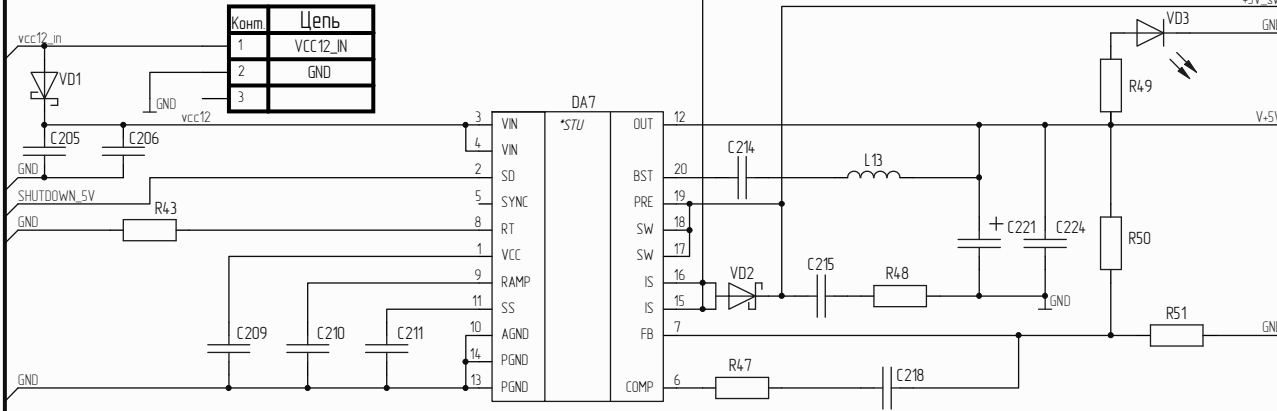 +5V_sw
Конт. Цепь
1 VCC12_IN
2 GND
3
vcc12_in
VD3
GND
VD1
GND
R49
vcc12
DA7
C205 C206
3 VIN *STU OUT 12
V+5V
4 VIN
C214 L13
GND
2 SD BST 20
SHUTDOWN_5V
5 SYNC PRE 19
R43
GND
8 RT SW 18
+ C221 C224
R50
1 VCC SW 17
9 RAMP IS 16
VD2 C215 R48
11 SS IS 15
GND
C209 C210 C211
10 AGND FB 7
R51
GND
14 PGND
R47
C218
GND
13 PGND COMP 6